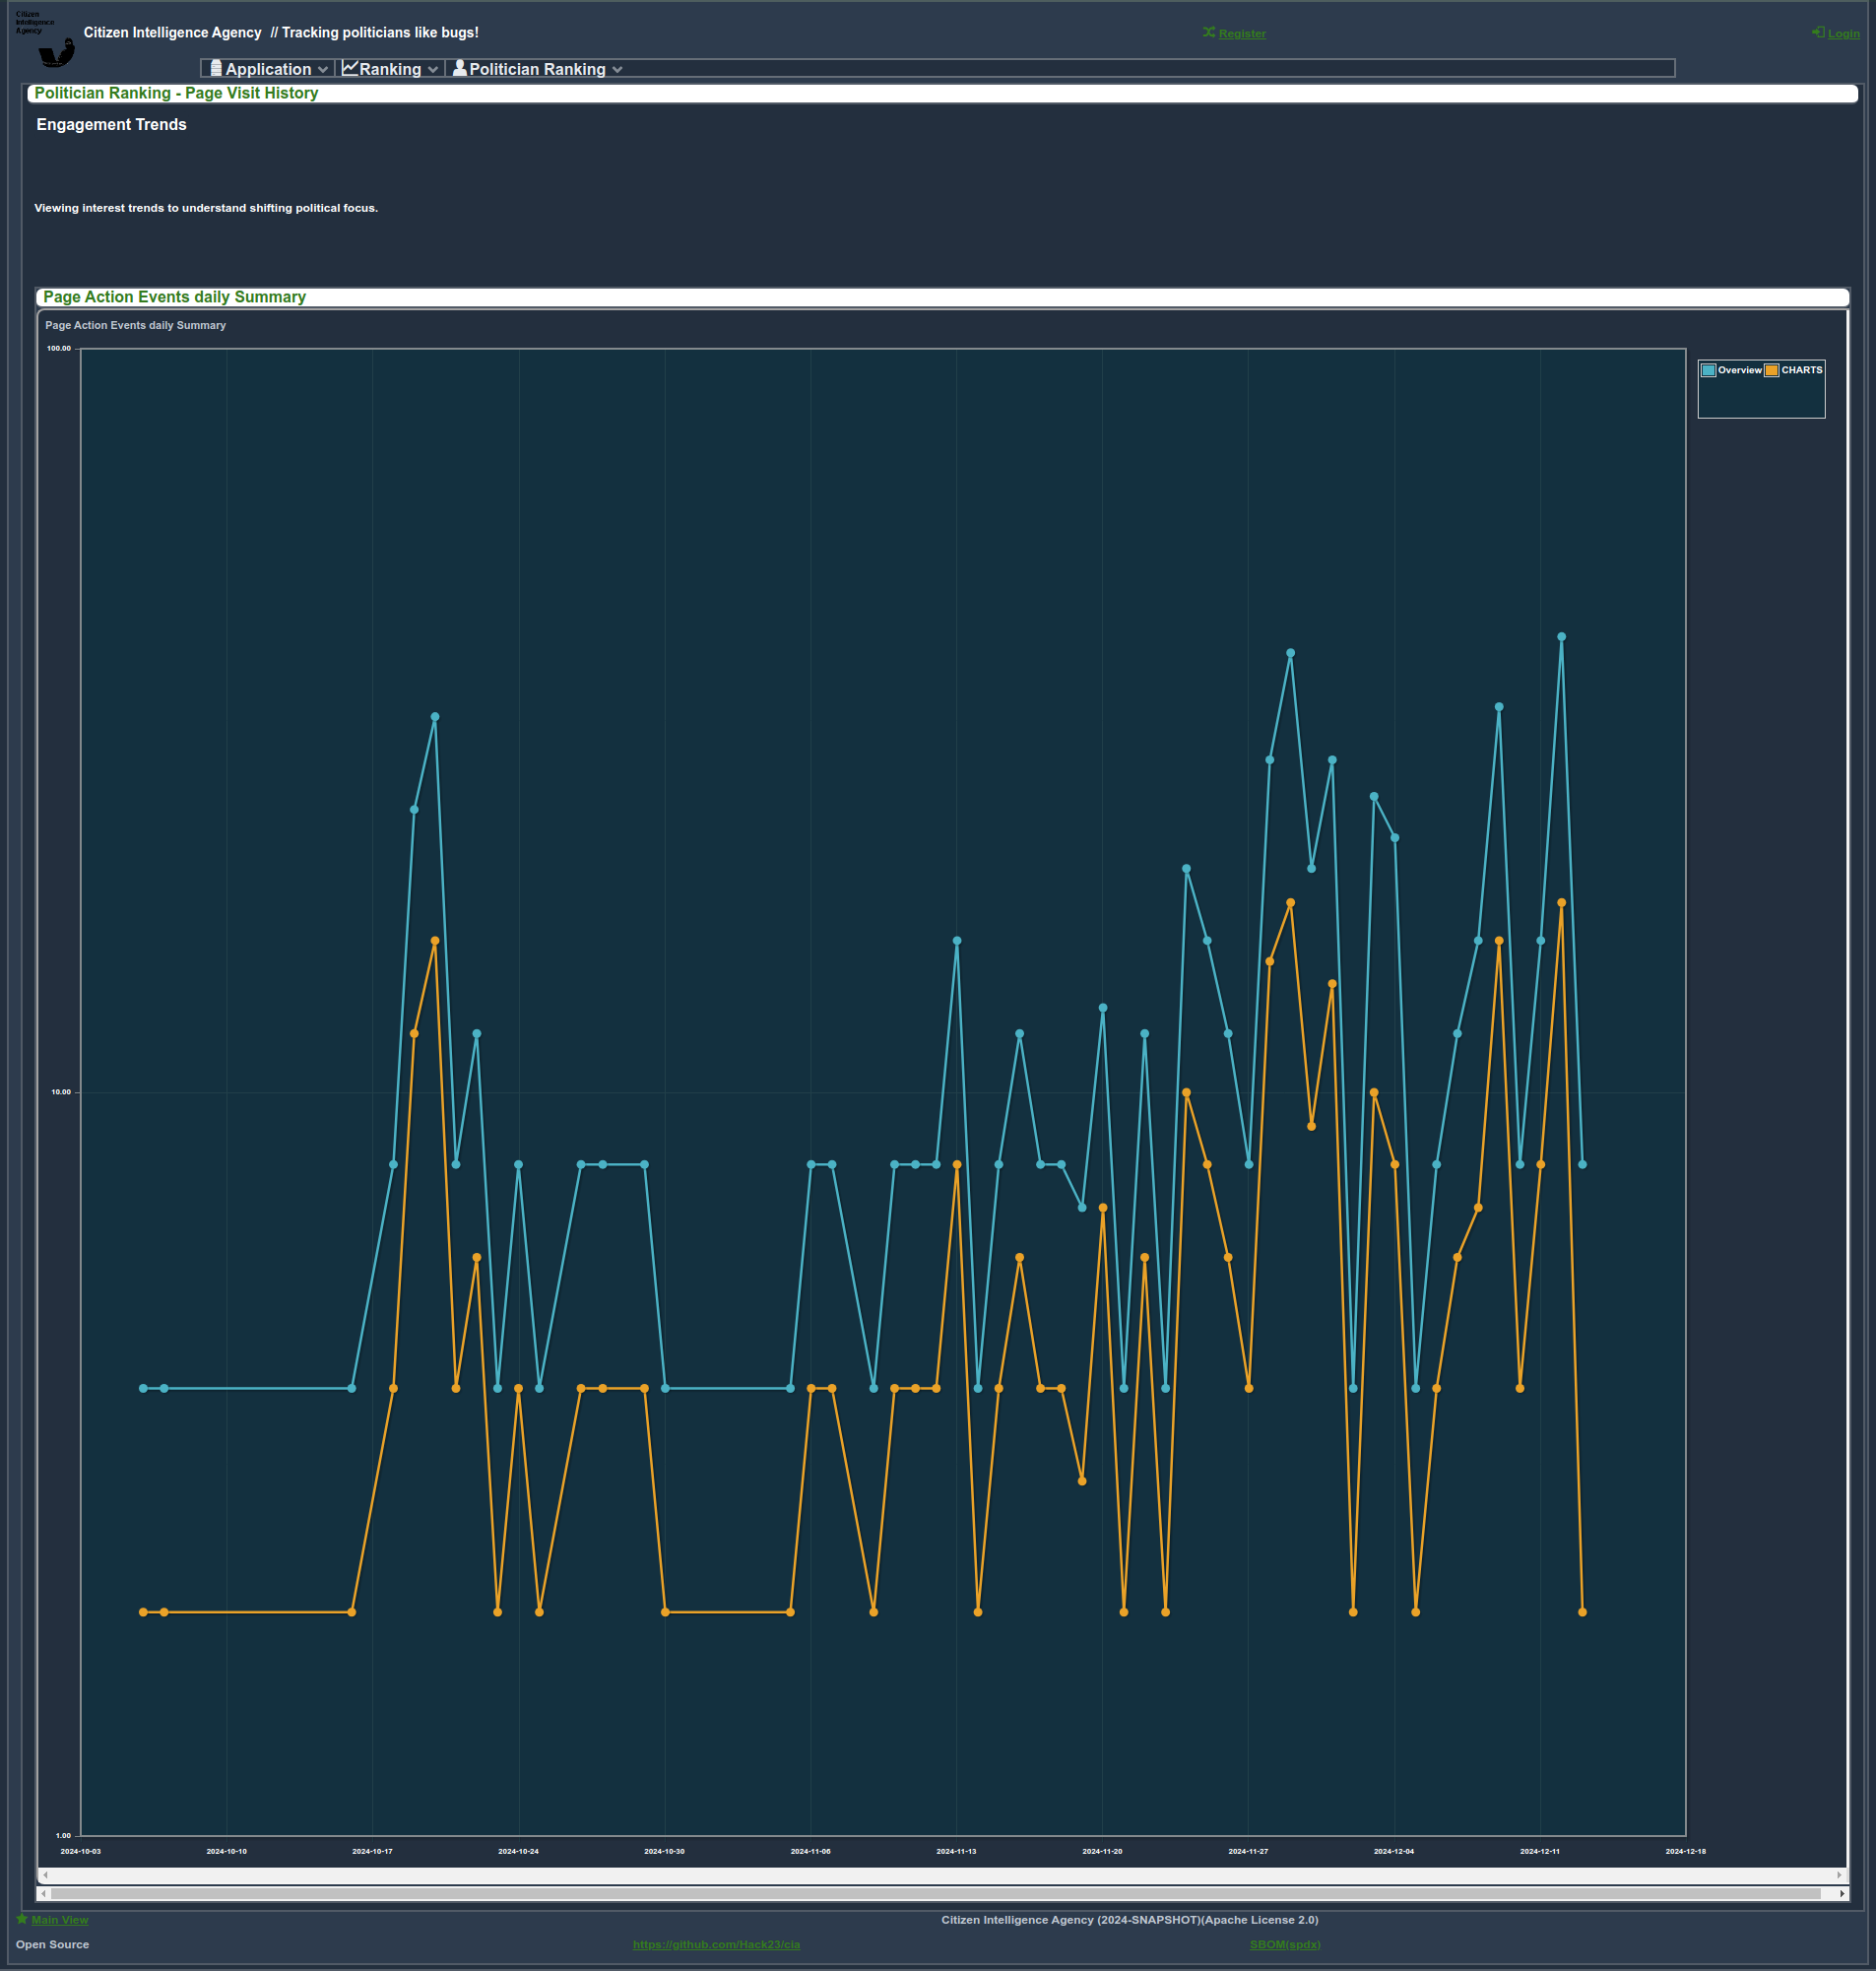 Citizen
Intelligence
Agency
Citizen Intelligence Agency // Tracking politicians like bugs!
Register
Login
Application
Ranking
Politician Ranking
Politician Ranking - Page Visit History
Engagement Trends
Viewing interest trends to understand shifting political focus.
Page Action Events daily Summary
Page Action Events daily Summary
100.00
Overview CHARTS
10.00
1.00
2024-10-03 2024-10-10 2024-10-17 2024-10-24 2024-10-30 2024-11-06 2024-11-13 2024-11-20 2024-11-27 2024-12-04 2024-12-11 2024-12-18
Main View
Citizen Intelligence Agency (2024-SNAPSHOT)(Apache License 2.0)
Open Source
https://github.com/Hack23/cia
SBOM(spdx)